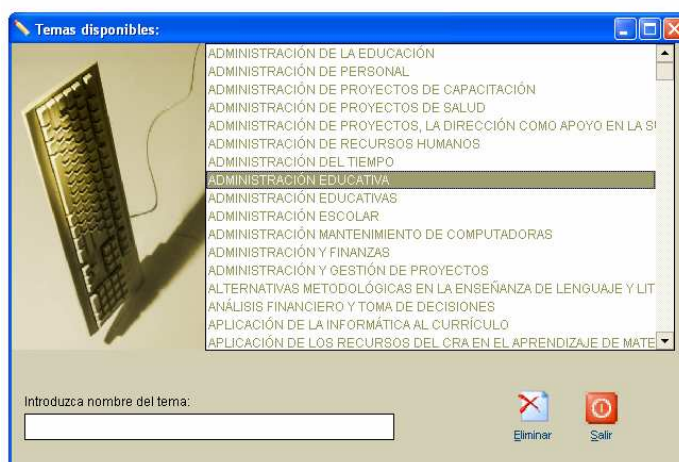 Temas disponibles:
ADMINISTRACIÓN DE LA EDUCACIÓN
ADMINISTRACIÓN DE PERSONAL
ADMINISTRACIÓN DE PROYECTOS DE CAPACITACIÓN
ADMINISTRACIÓN DE PROYECTOS DE SALUD
ADMINISTRACIÓN DE PROYECTOS, LA DIRECCIÓN COMO APOYO EN LA SU
ADMINISTRACIÓN DE RECURSOS HUMANOS
ADMINISTRACIÓN DEL TIEMPO
ADMINISTRACIÓN EDUCATIVA
ADMINISTRACIÓN EDUCATIVAS
ADMINISTRACIÓN ESCOLAR
ADMINISTRACIÓN MANTENIMIENTO DE COMPUTADORAS
ADMINISTRACIÓN Y FINANZAS
ADMINISTRACIÓN Y GESTIÓN DE PROYECTOS
ALTERNATIVAS METODOLÓGICAS EN LA ENSEÑANZA DE LENGUAJE Y LIT
ANÁLISIS FINANCIERO Y TOMA DE DECISIONES
APLICACIÓN DE LA INFORMÁTICA AL CURRÍCULO
APLICACIÓN DE LOS RECURSOS DEL CRA EN EL APRENDIZAJE DE MATE
Introduzca nombre del tema:
Eliminar
Salir